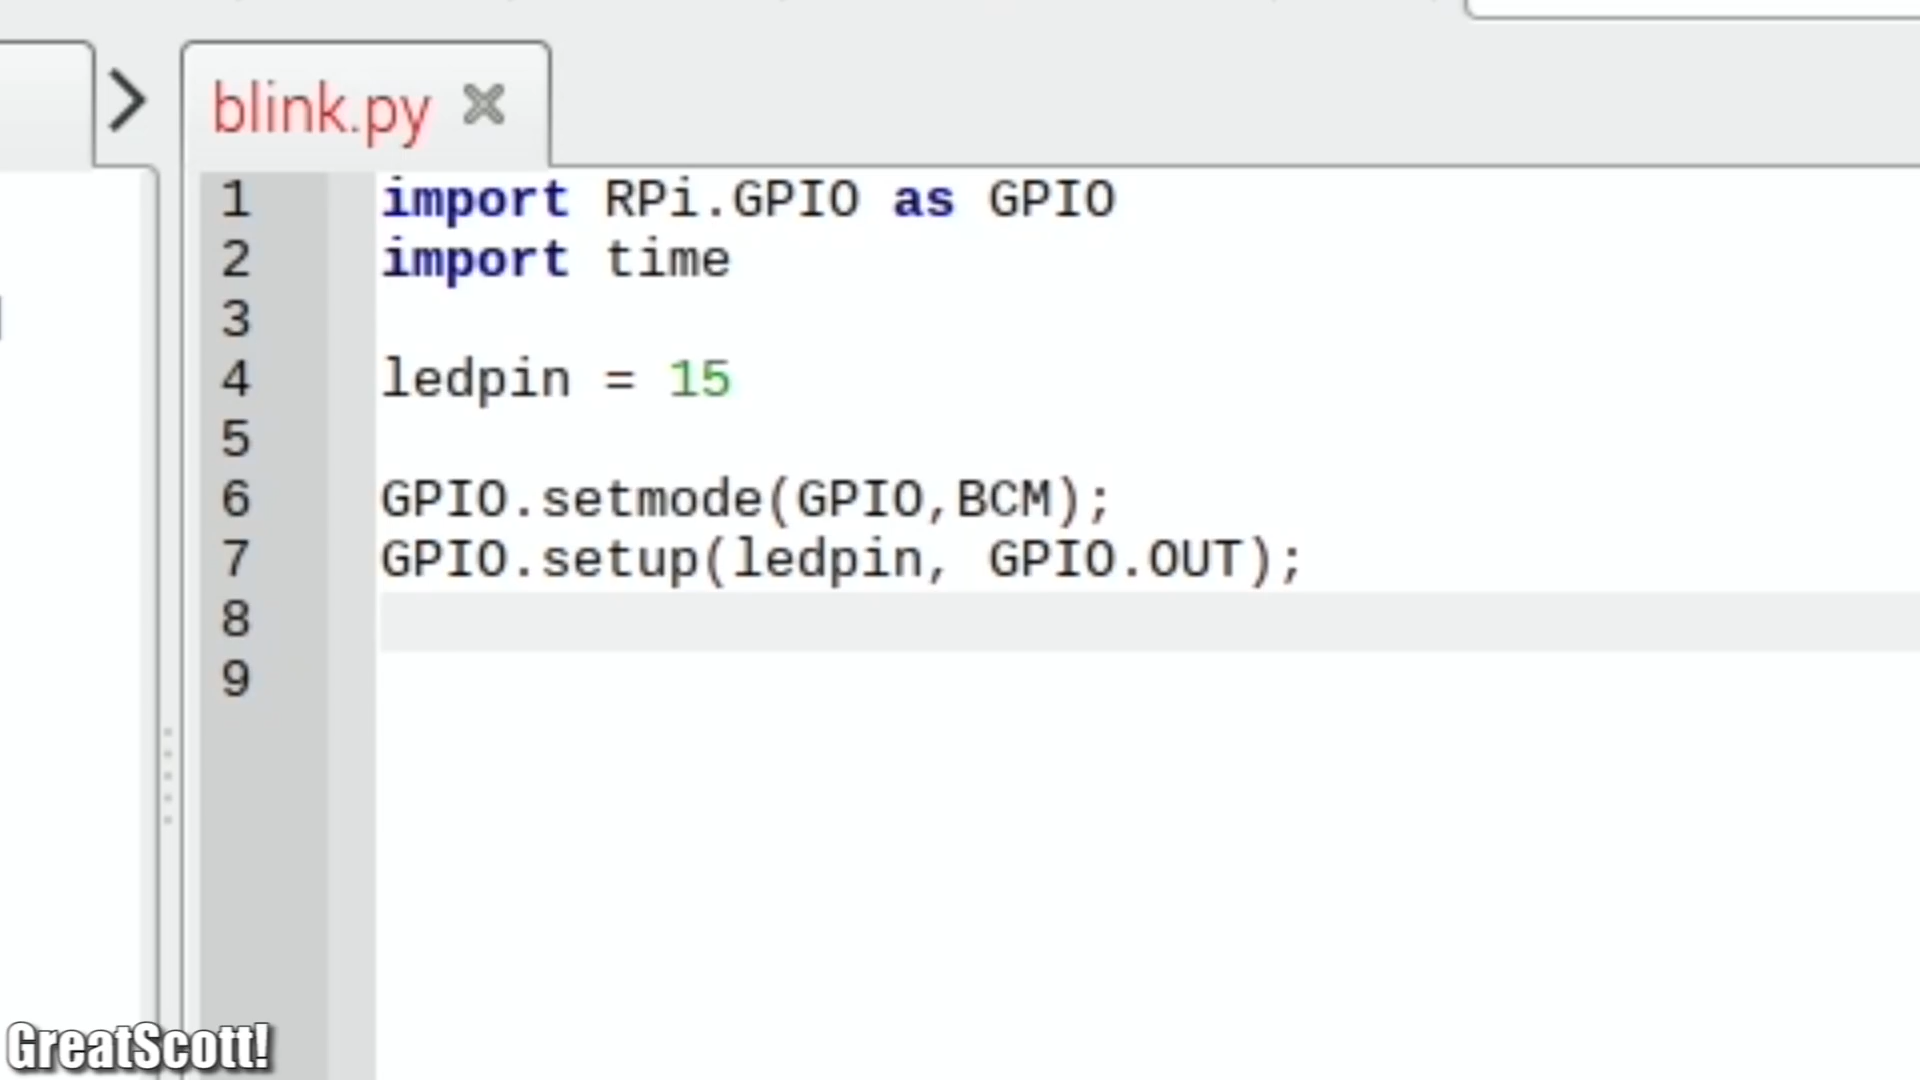 blink.py
1 import RPi.GPIO as GPIO
2 import time
3
4 ledpin = 15
5
6 GPIO.setmode(GPIO,BCM);
7 GPIO.setup(ledpin, GPIO.OUT);
8
9
GreatScott!